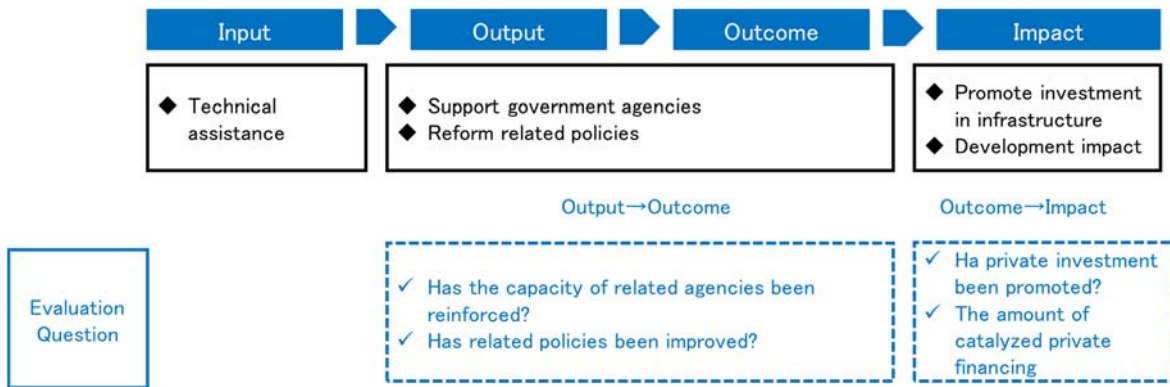 Input
Output
Outcome
Impact
◆ Technical
assistance
◆ Support government agencies
◆ Reform related policies
◆ Promote investment
in infrastructure
◆ Development impact
Output→Outcome
Outcome→Impact
Evaluation
Question
✓ Has the capacity of related agencies been
reinforced?
✓ Has related policies been improved?
✓ Ha private investment
been promoted?
✓ The amount of
catalyzed private
financing